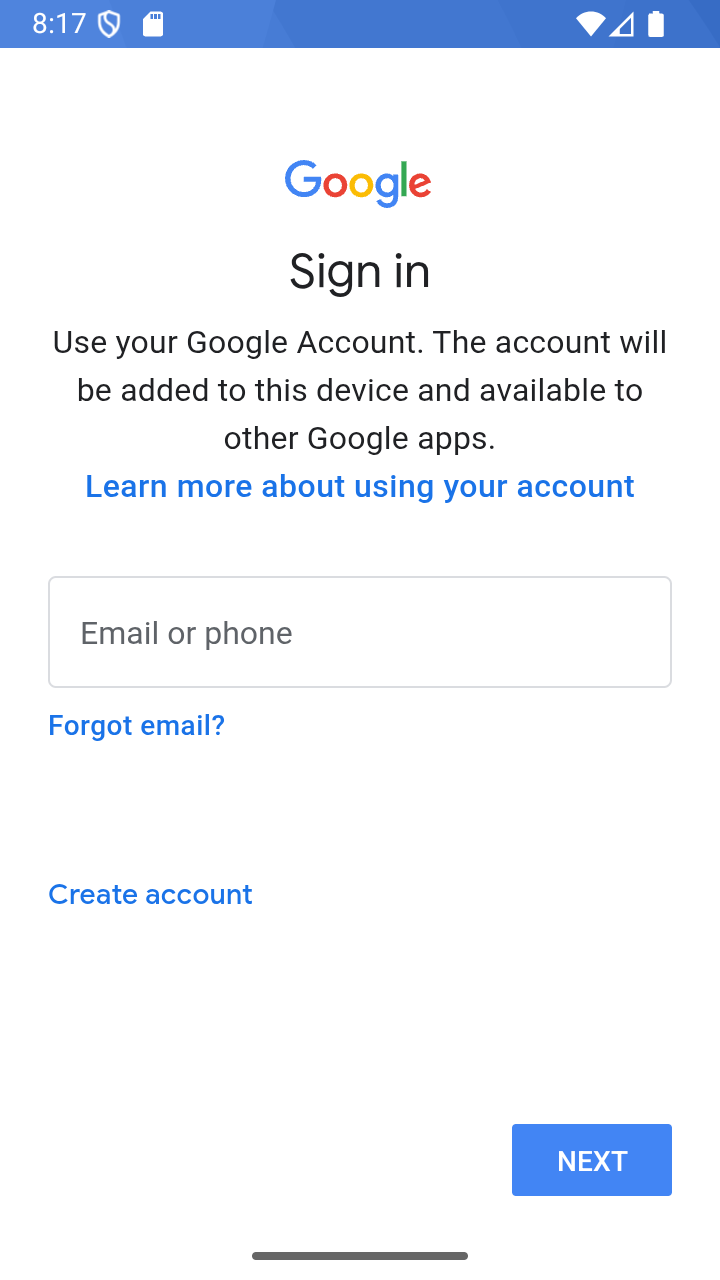 8:17
Google
Sign in
Use your Google Account. The account will
be added to this device and available to
other Google apps.
Learn more about using your account
Email or phone
Forgot email?
Create account
NEXT